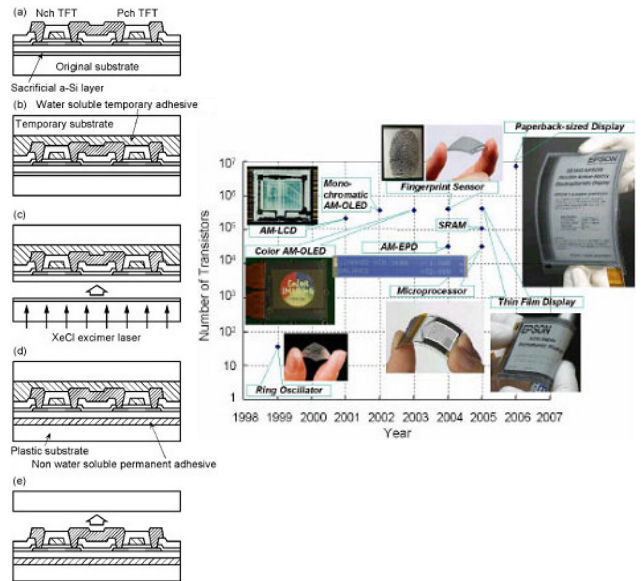 (a)
Nch TFT
Pch TFT
Original substrate
Sacrificial a-Si layer
(b)
Water soluble temporary adhesive
Temporary substrate
(c)
XeCl excimer laser
(d)
Plastic substrate
Non water soluble permanent adhesive
(e)
Number of Transistors
10⁷
10⁶
10⁵
10⁴
10³
10²
10
1
1998 1999 2000 2001 2002 2003 2004 2005 2006 2007
Year
AM-LCD
Mono-
chromatic
AM-OLED
Color AM-OLED
Ring Oscillator
Fingerprint Sensor
SRAM
AM-EPD
Microprocessor
Paperback-sized Display
Thin Film Display
EPSON
EPSON